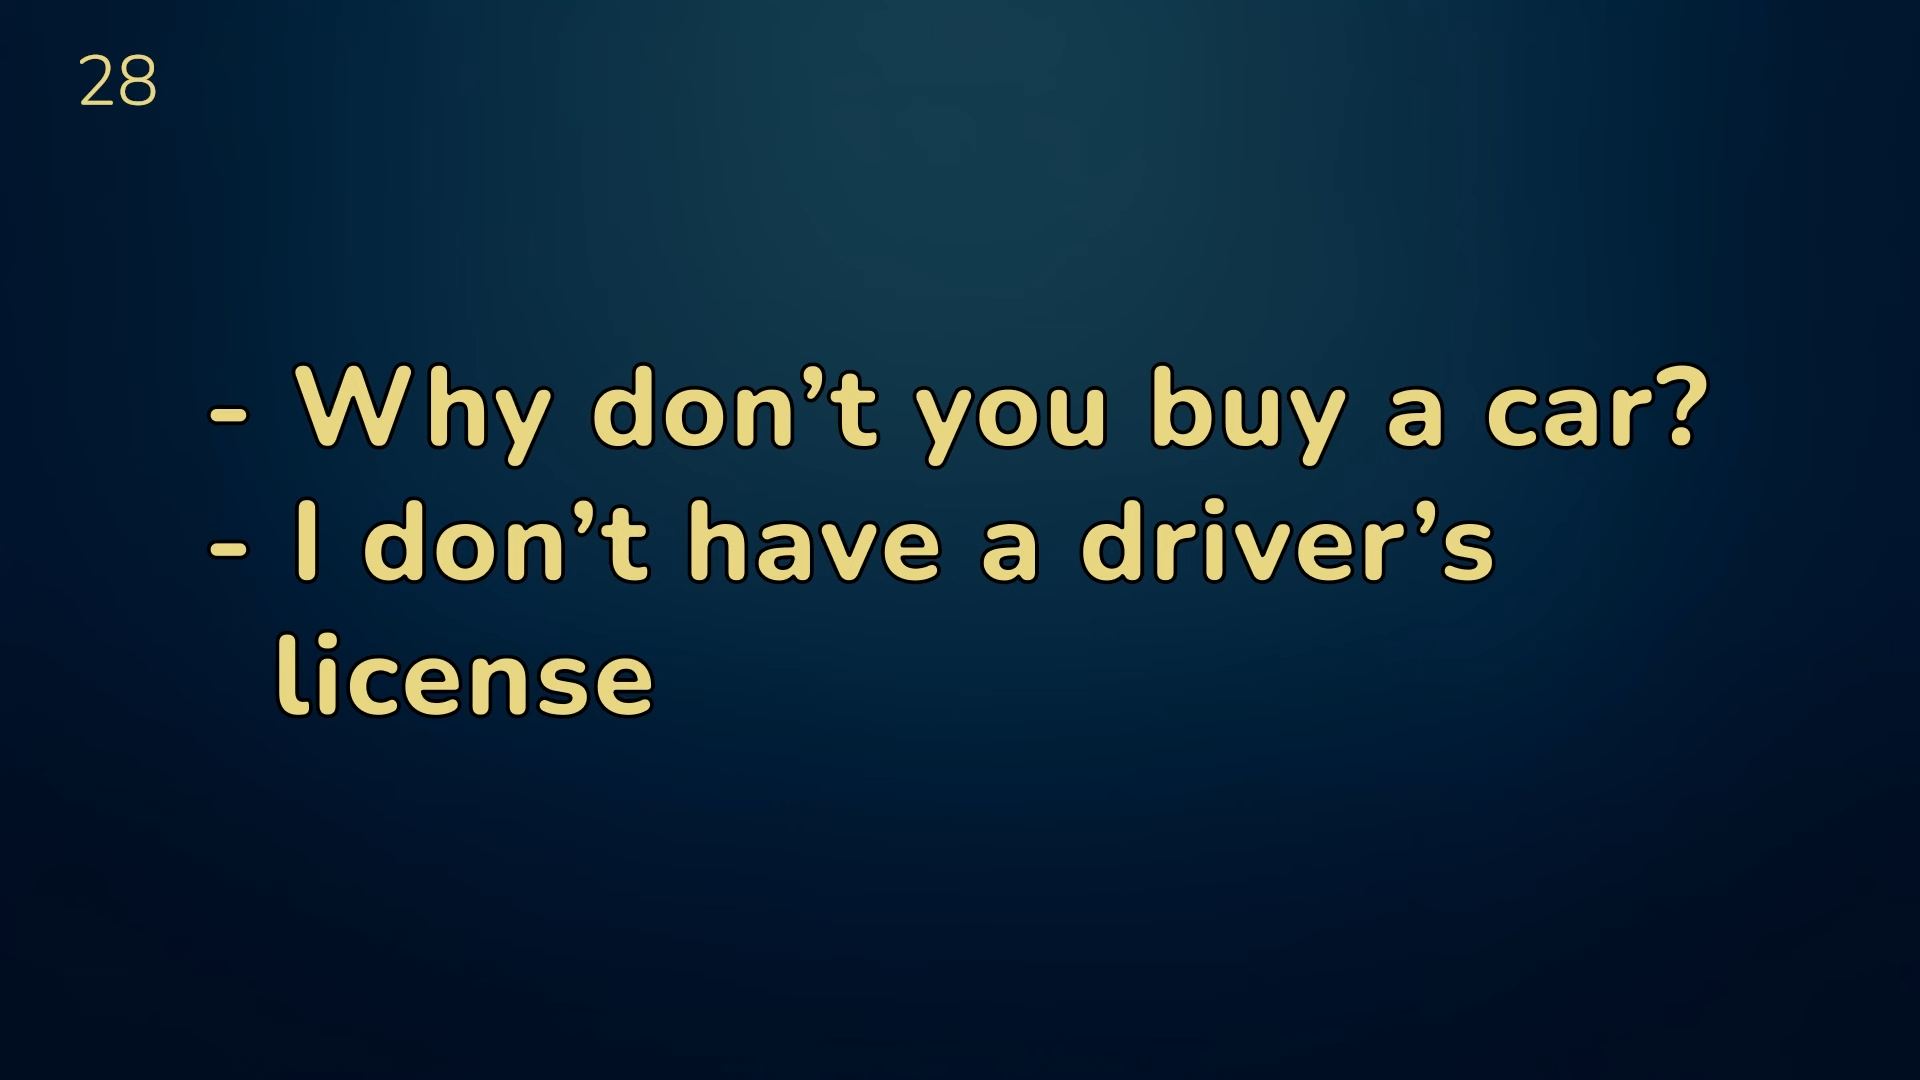 28
- Why don’t you buy a car?
- I don’t have a driver’s
license